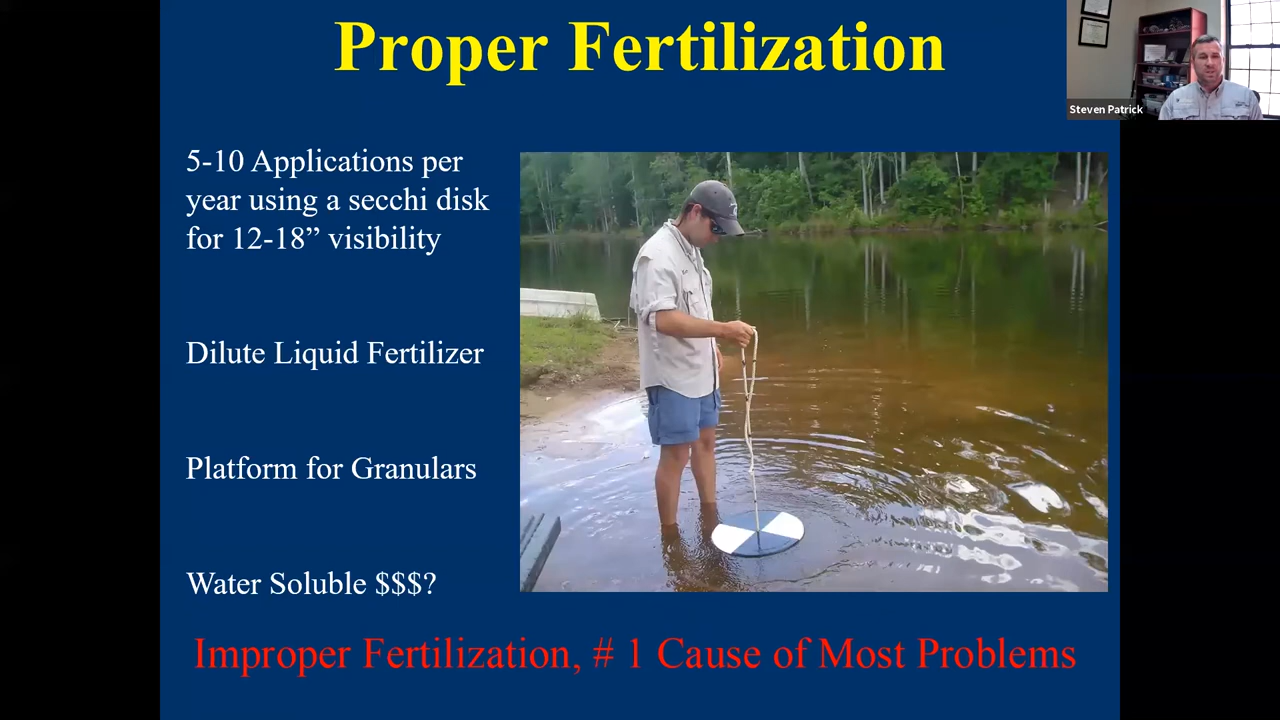 Proper Fertilization
Steven Patrick
5-10 Applications per
year using a secchi disk
for 12-18” visibility
Dilute Liquid Fertilizer
Platform for Granulars
Water Soluble $$$?
Improper Fertilization, # 1 Cause of Most Problems